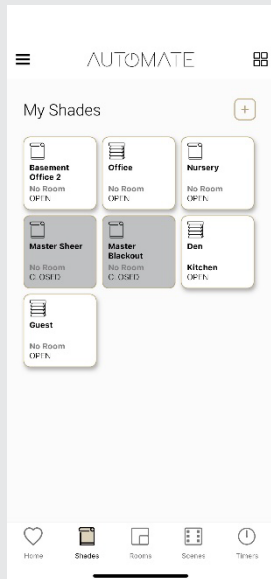 AUTOMATE
My Shades
+
Basement
Office 2
No Room
OPEN
Office
No Room
OPEN
Nursery
No Room
OPEN
Master Sheer
No Room
CLOSED
Master
Blackout
No Room
CLOSED
Den
Kitchen
OPEN
Guest
No Room
OPEN
Home
Shades
Rooms
Scenes
Timers